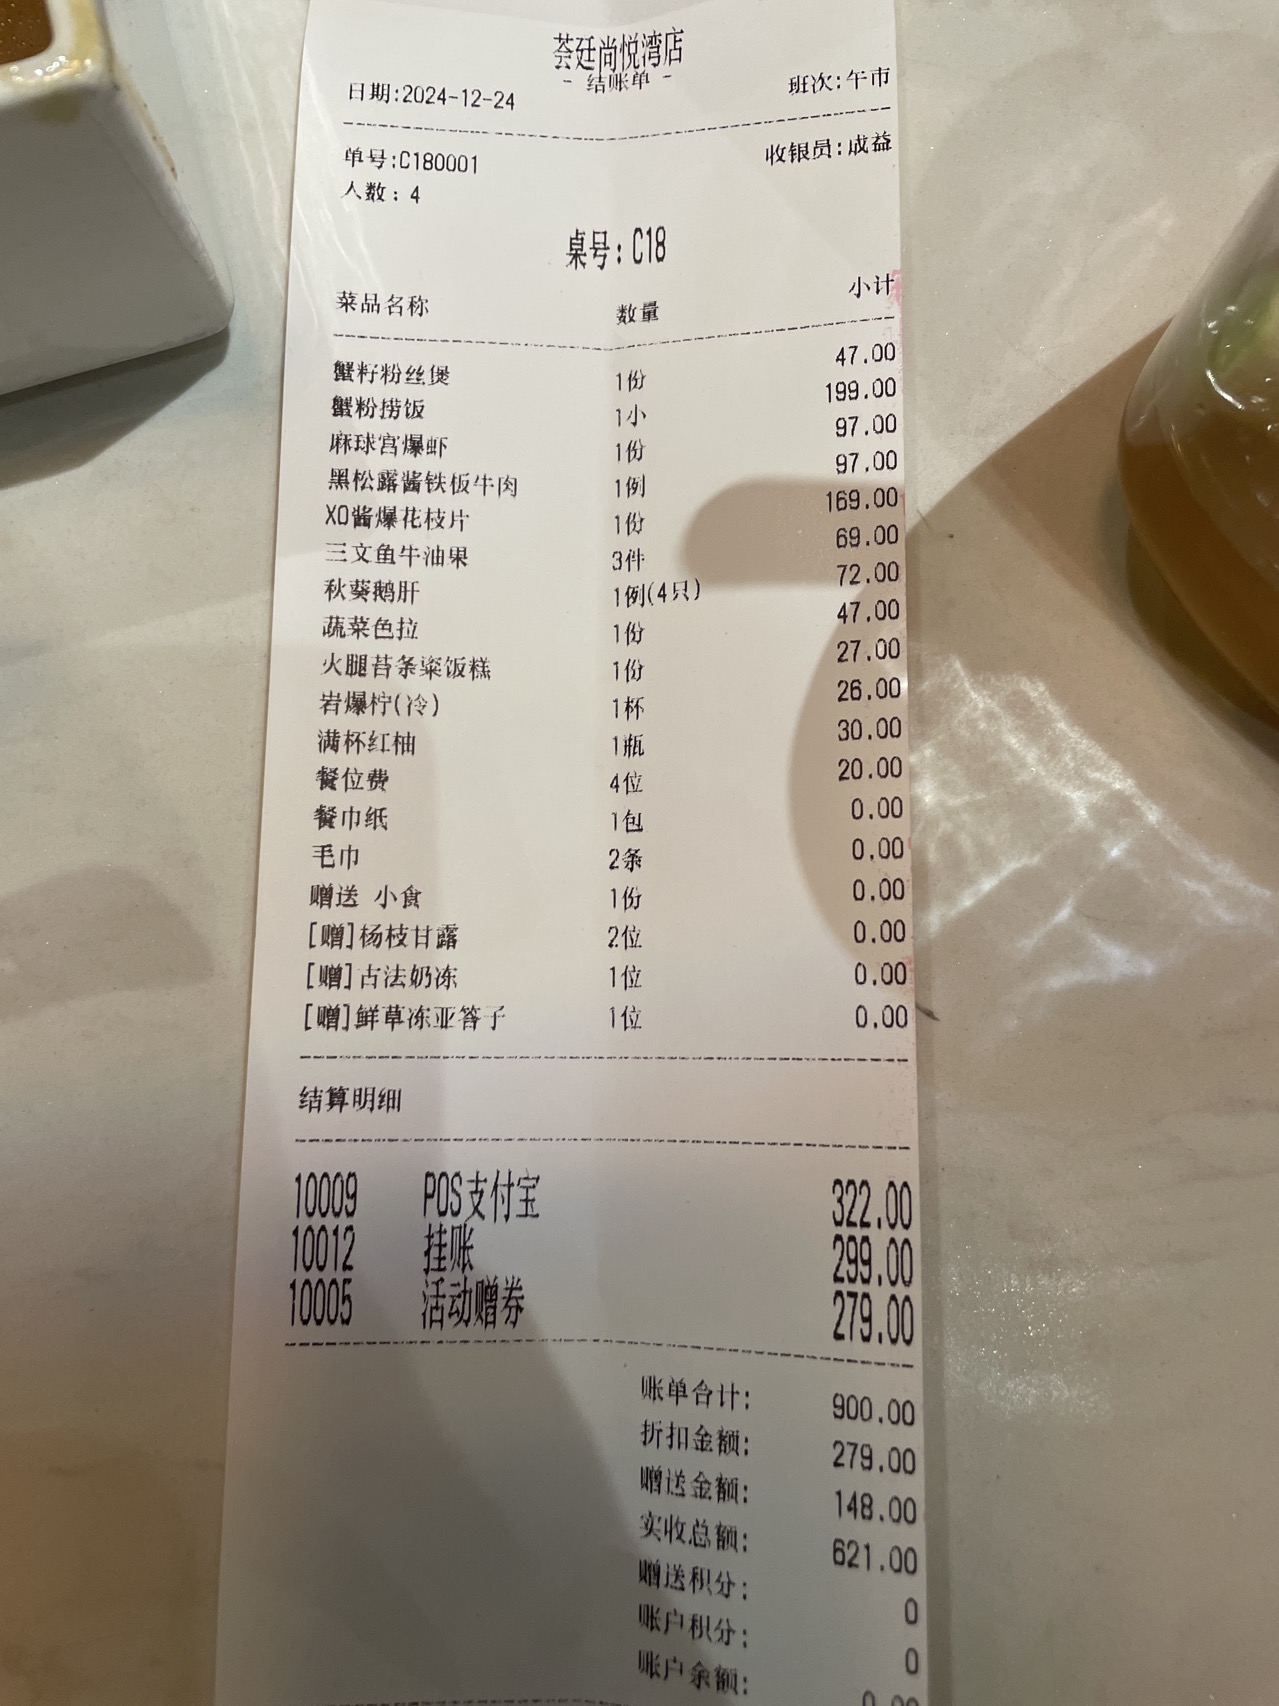 荟廷尚悦湾店
- 结账单 -
日期:2024-12-24 班次:午市
单号:C180001 收银员:成益
人数: 4
桌号: C18
菜品名称 数量 小计
蟹籽粉丝煲 1份 47.00
蟹粉捞饭 1小 199.00
麻球宫爆虾 1份 97.00
黑松露酱铁板牛肉 1例 97.00
XO酱爆花枝片 1份 169.00
三文鱼牛油果 3件 69.00
秋葵鹅肝 1例(4只) 72.00
蔬菜色拉 1份 47.00
火腿苔条粢饭糕 1份 27.00
岩爆柠(冷) 1杯 26.00
满杯红柚 1瓶 30.00
餐位费 4位 20.00
餐巾纸 1包 0.00
毛巾 2条 0.00
赠送 小食 1份 0.00
[赠]杨枝甘露 2位 0.00
[赠]古法奶冻 1位 0.00
[赠]鲜草冻亚答子 1位 0.00
结算明细
10009 POS支付宝 322.00
10012 挂账 299.00
10005 活动赠券 279.00
账单合计: 900.00
折扣金额: 279.00
赠送金额: 148.00
实收总额: 621.00
赠送积分: 0
账户积分: 0
账户余额: 0.00